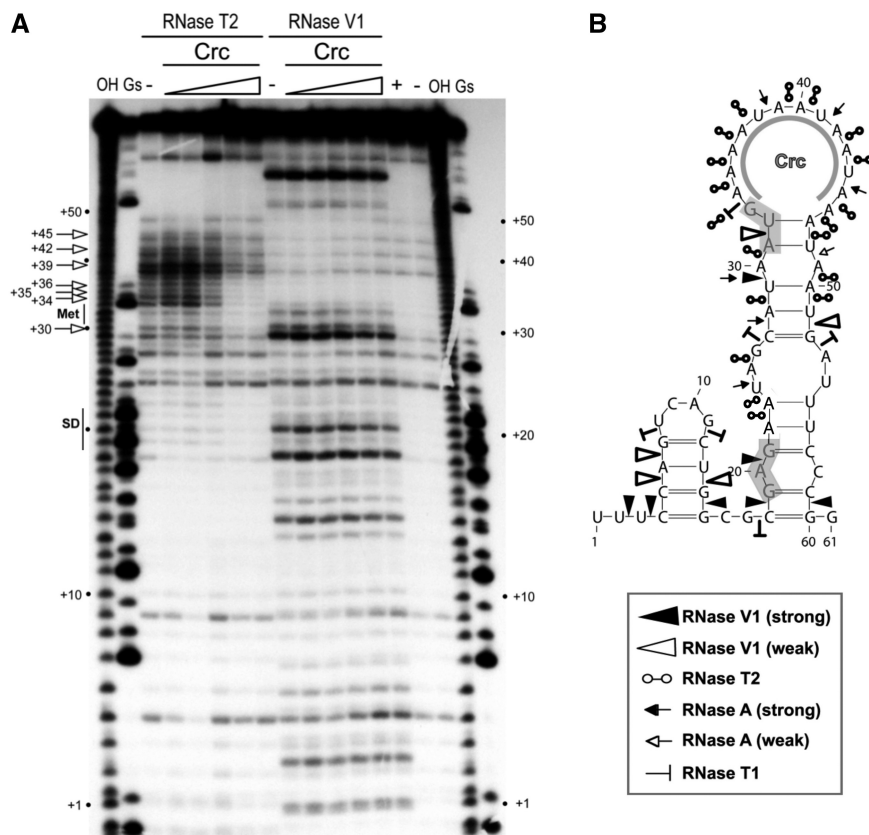 A
RNase T2 RNase V1
Crc Crc
OH Gs - - + - OH Gs
+50 +50
+45
+42
+39 +40
+36
+35
+34
Met
+30 +30
SD
+20
+10 +10
+1 +1
B
40
Crc
30
50
10
20
U-U-U-C G-C-G-C G-G
1 60 61
RNase V1 (strong)
RNase V1 (weak)
RNase T2
RNase A (strong)
RNase A (weak)
RNase T1